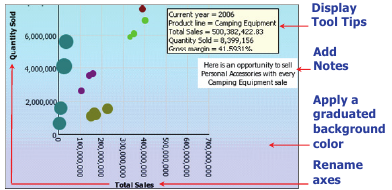 Quantity Sold
8,000,000
6,000,000
4,000,000
2,000,000
0
0
100,000,000
200,000,000
300,000,000
400,000,000
500,000,000
600,000,000
700,000,000
Total Sales
Current year = 2006
Product line = Camping Equipment
Total Sales = 500,382,422.83
Quantity Sold = 8,399,156
Gross margin = 41.5931%
Here is an opportunity to sell
Personal Accessories with every
Camping Equipment sale
Display
Tool Tips
Add
Notes
Apply a
graduated
background
color
Rename
axes